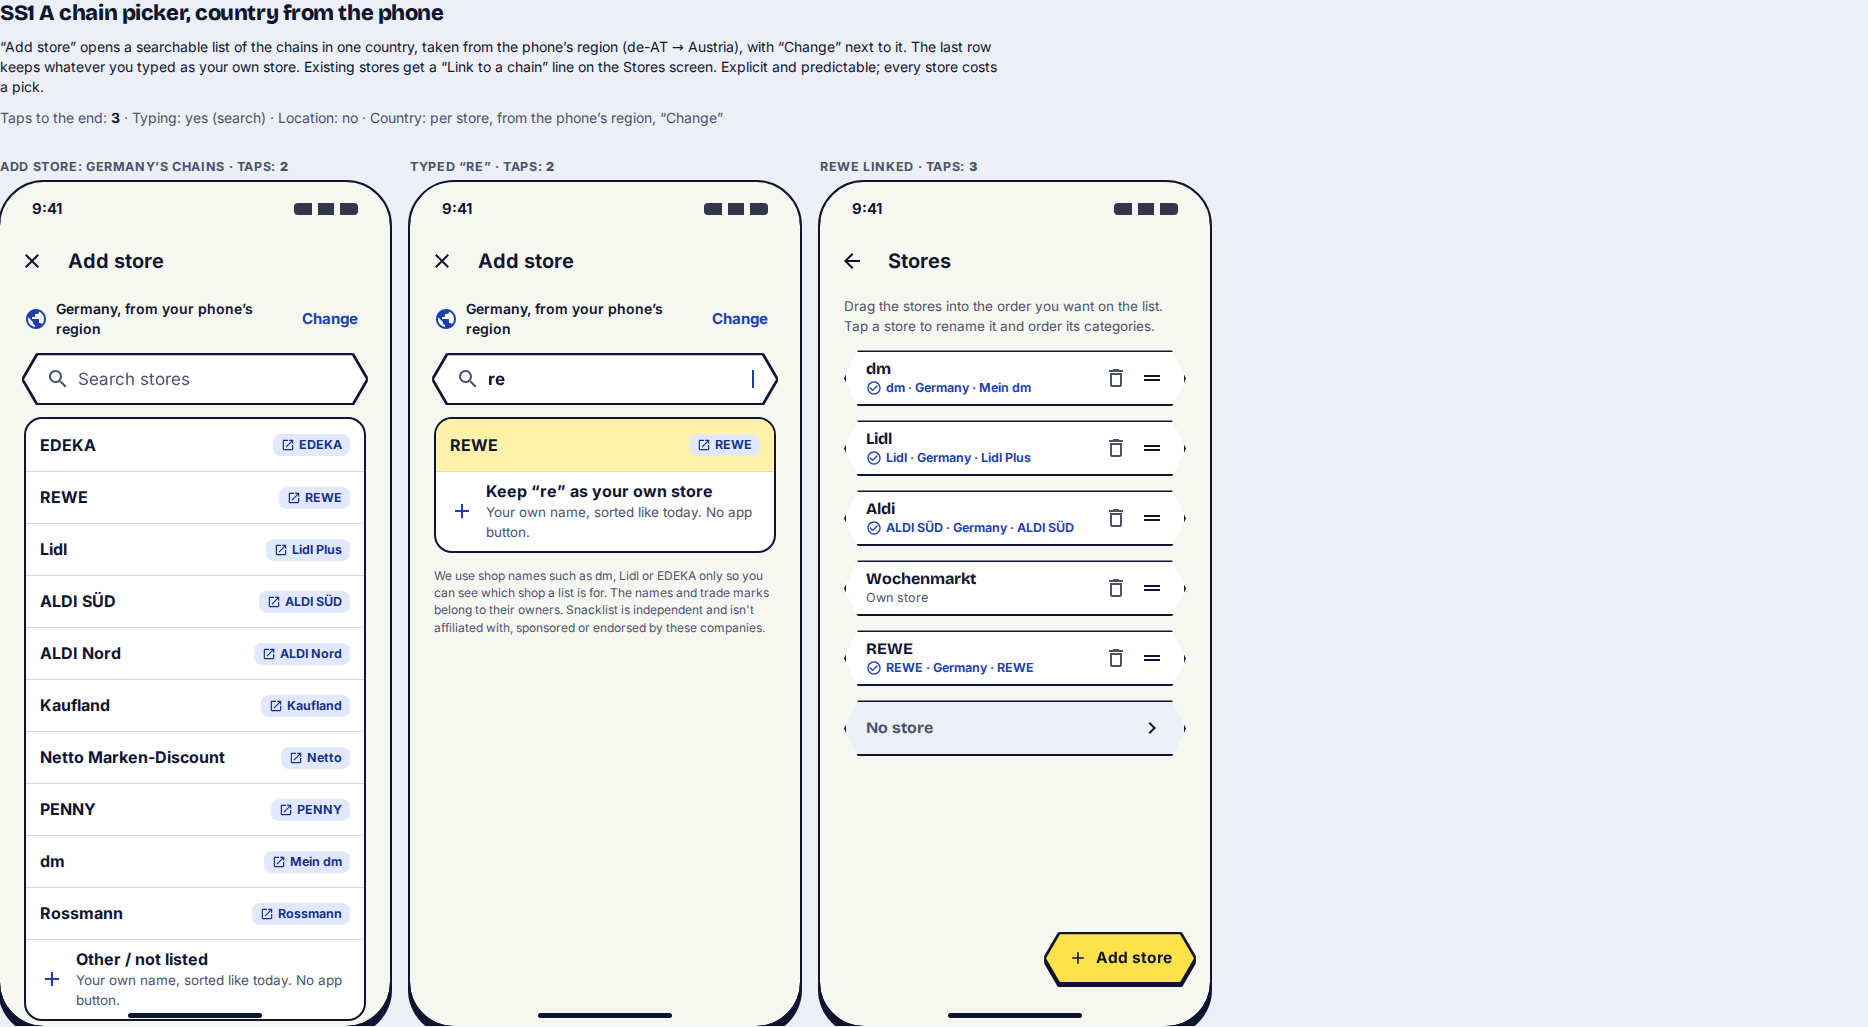 SS1 A chain picker, country from the phone
“Add store” opens a searchable list of the chains in one country, taken from the phone’s region (de-AT → Austria), with “Change” next to it. The last row
keeps whatever you typed as your own store. Existing stores get a “Link to a chain” line on the Stores screen. Explicit and predictable; every store costs
a pick.
Taps to the end: 3 · Typing: yes (search) · Location: no · Country: per store, from the phone’s region, “Change”
ADD STORE: GERMANY’S CHAINS · TAPS: 2
9:41
Add store
Germany, from your phone’s
region
Change
Search stores
EDEKA
EDEKA
REWE
REWE
Lidl
Lidl Plus
ALDI SÜD
ALDI SÜD
ALDI Nord
ALDI Nord
Kaufland
Kaufland
Netto Marken-Discount
Netto
PENNY
PENNY
dm
Mein dm
Rossmann
Rossmann
Other / not listed
Your own name, sorted like today. No app
button.
TYPED “RE” · TAPS: 2
9:41
Add store
Germany, from your phone’s
region
Change
re
REWE
REWE
Keep “re” as your own store
Your own name, sorted like today. No app
button.
We use shop names such as dm, Lidl or EDEKA only so you
can see which shop a list is for. The names and trade marks
belong to their owners. Snacklist is independent and isn't
affiliated with, sponsored or endorsed by these companies.
REWE LINKED · TAPS: 3
9:41
Stores
Drag the stores into the order you want on the list.
Tap a store to rename it and order its categories.
dm
dm · Germany · Mein dm
Lidl
Lidl · Germany · Lidl Plus
Aldi
ALDI SÜD · Germany · ALDI SÜD
Wochenmarkt
Own store
REWE
REWE · Germany · REWE
No store
Add store